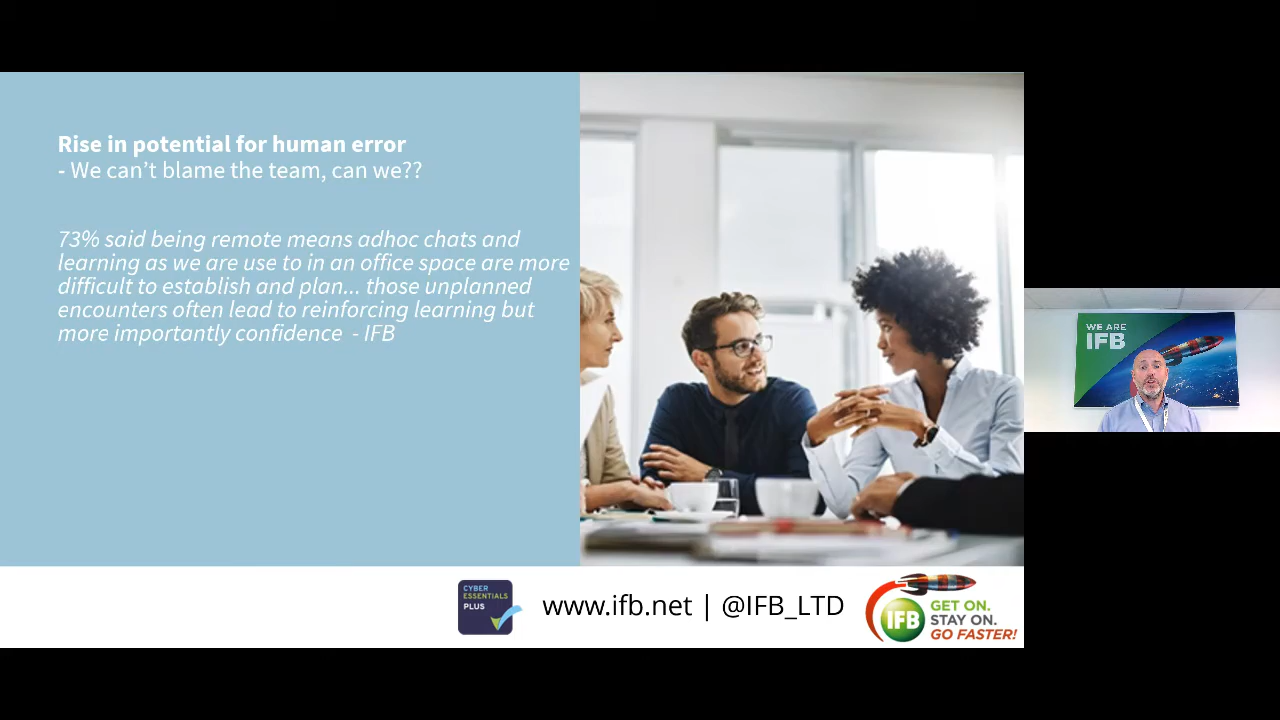 Rise in potential for human error
- We can’t blame the team, can we??
73% said being remote means adhoc chats and
learning as we are use to in an office space are more
difficult to establish and plan... those unplanned
encounters often lead to reinforcing learning but
more importantly confidence - IFB
WE ARE
IFB
CYBER
ESSENTIALS
PLUS
www.ifb.net | @IFB_LTD
IFB
GET ON.
STAY ON.
GO FASTER!